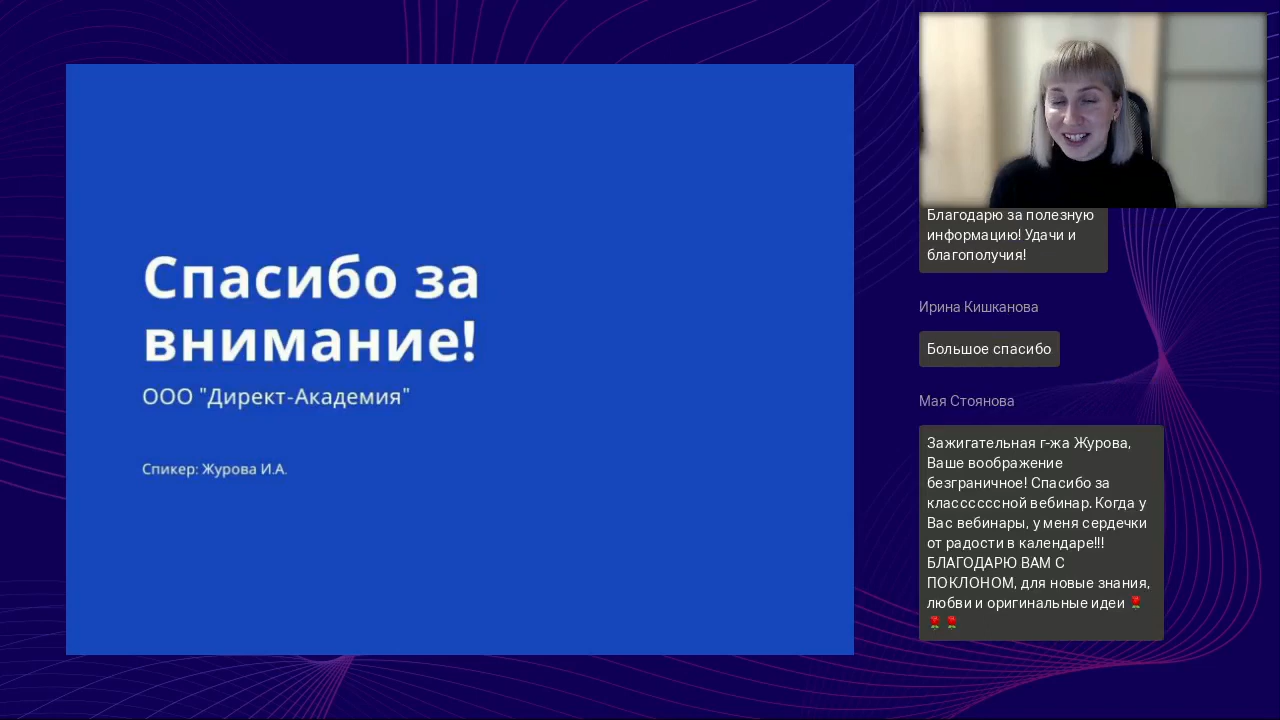 Спасибо за
внимание!
ООО "Директ-Академия"
Спикер: Журова И.А.
Благодарю за полезную
информацию! Удачи и
благополучия!
Ирина Кишканова
Большое спасибо
Мая Стоянова
Зажигательная г-жа Журова,
Ваше воображение
безграничное! Спасибо за
класссссcной вебинар. Когда у
Вас вебинары, у меня сердечки
от радости в календаре!!!
БЛАГОДАРЮ ВАМ С
ПОКЛОНОМ, для новые знания,
любви и оригинальные идеи 🌹
🌹🌹